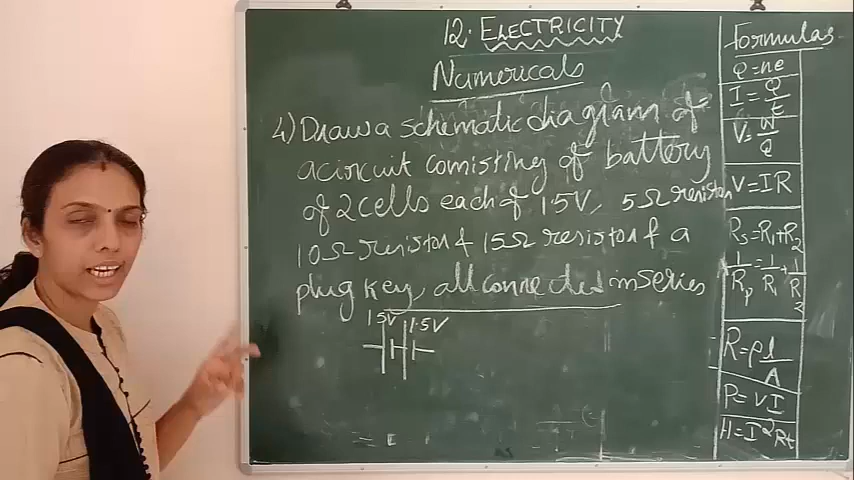 12. ELECTRICITY
Numericals
4) Draw a schematic diagram of
a circuit comisting of battery
of 2 cells each of 1.5V, 5Ω resistor
10Ω resistor & 15Ω resistor & a
plug key, all connected in series
1.5V 1.5V
Formulas
Q = ne
I = Q/t
V = W/Q
V = IR
Rs = R1 + R2
1/Rp = 1/R1 + 1/R2
R = ρ l/A
P = VI
H = I²Rt